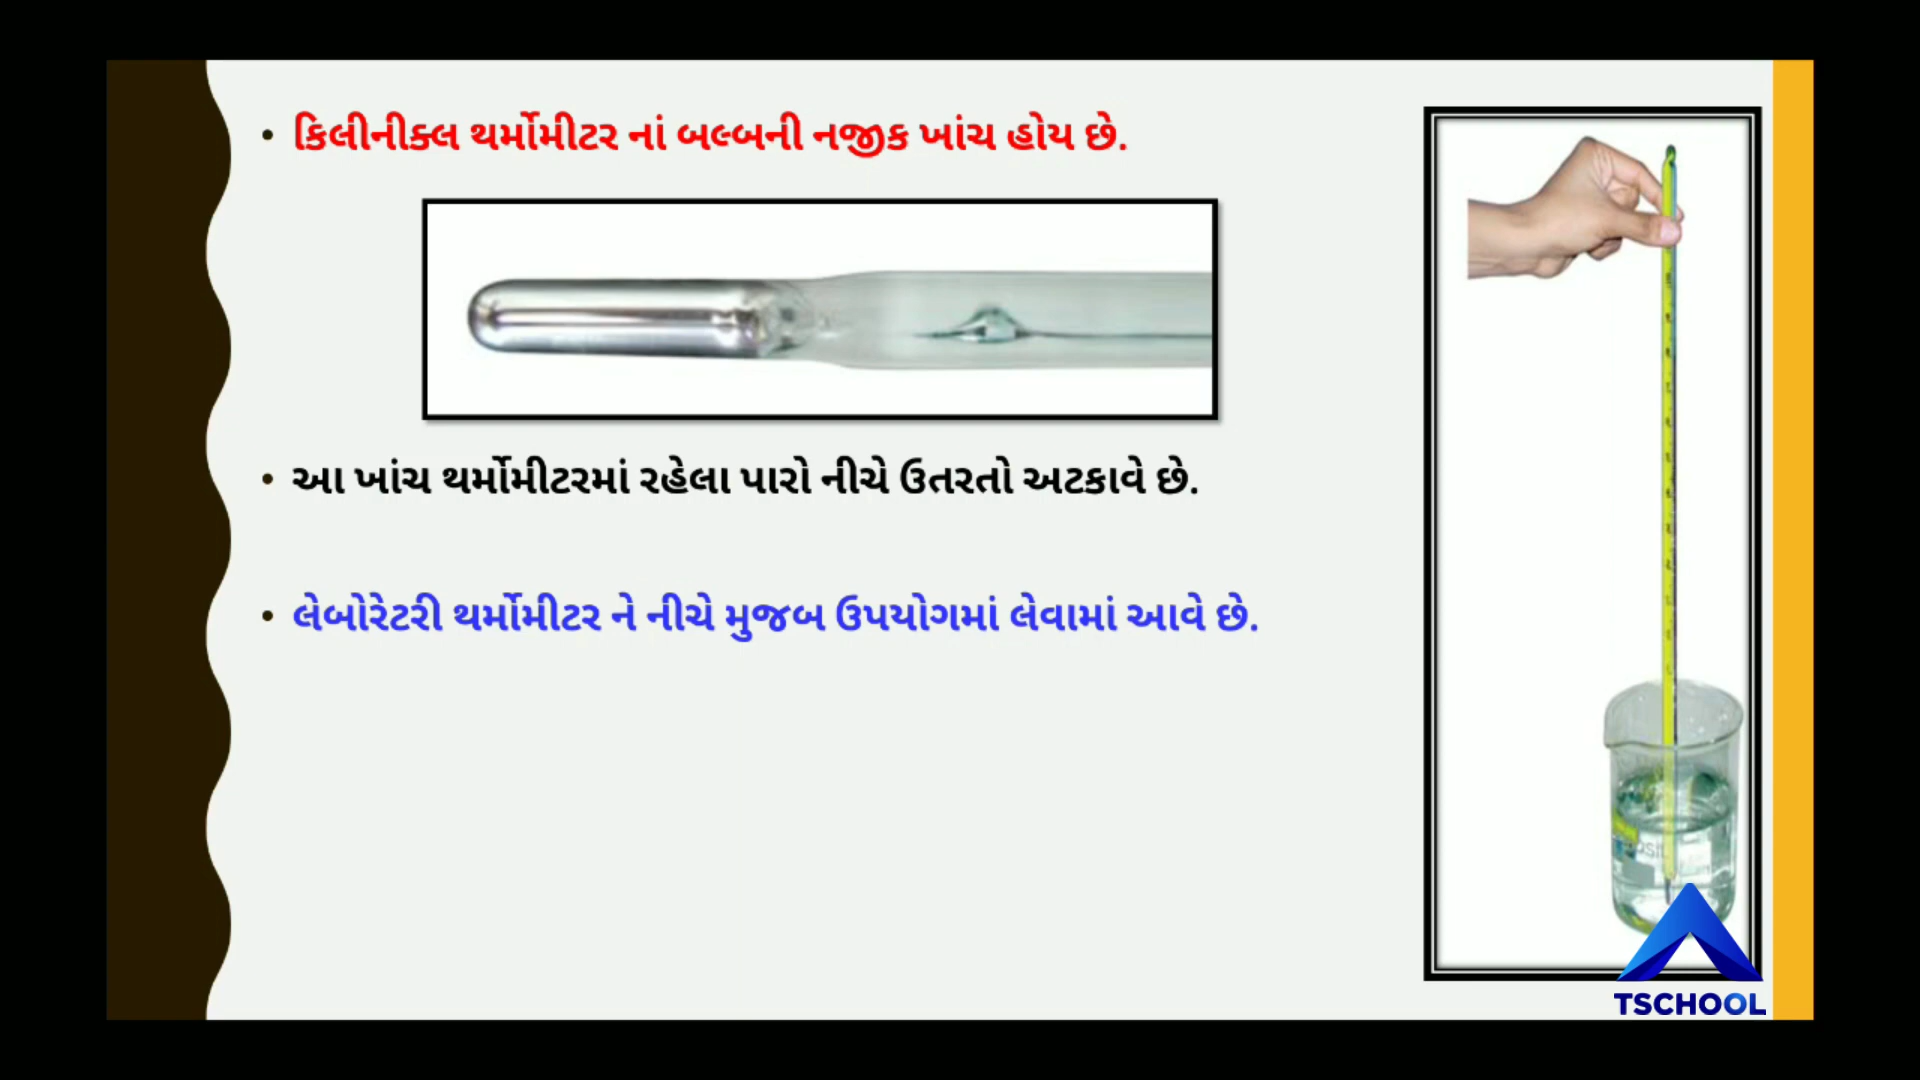 • કિલીનીક્લ થર્મોમીટર નાં બલ્બની નજીક ખાંચ હોય છે.
• આ ખાંચ થર્મોમીટરમાં રહેલા પારો નીચે ઉતરતો અટકાવે છે.
• લેબોરેટરી થર્મોમીટર ને નીચે મુજબ ઉપયોગમાં લેવામાં આવે છે.
TSCHOOL